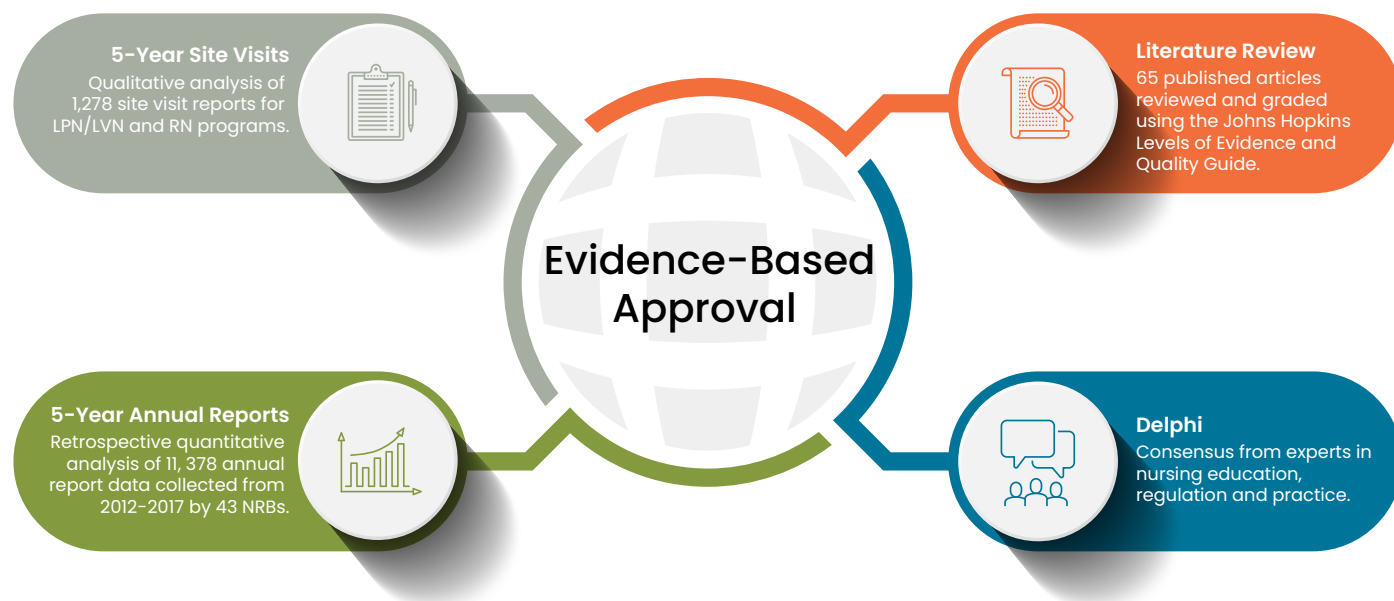 5-Year Site Visits
Qualitative analysis of
1,278 site visit reports for
LPN/LVN and RN programs.
Literature Review
65 published articles
reviewed and graded
using the Johns Hopkins
Levels of Evidence and
Quality Guide.
Evidence-Based
Approval
5-Year Annual Reports
Retrospective quantitative
analysis of 11, 378 annual
report data collected from
2012-2017 by 43 NRBs.
Delphi
Consensus from experts in
nursing education,
regulation and practice.